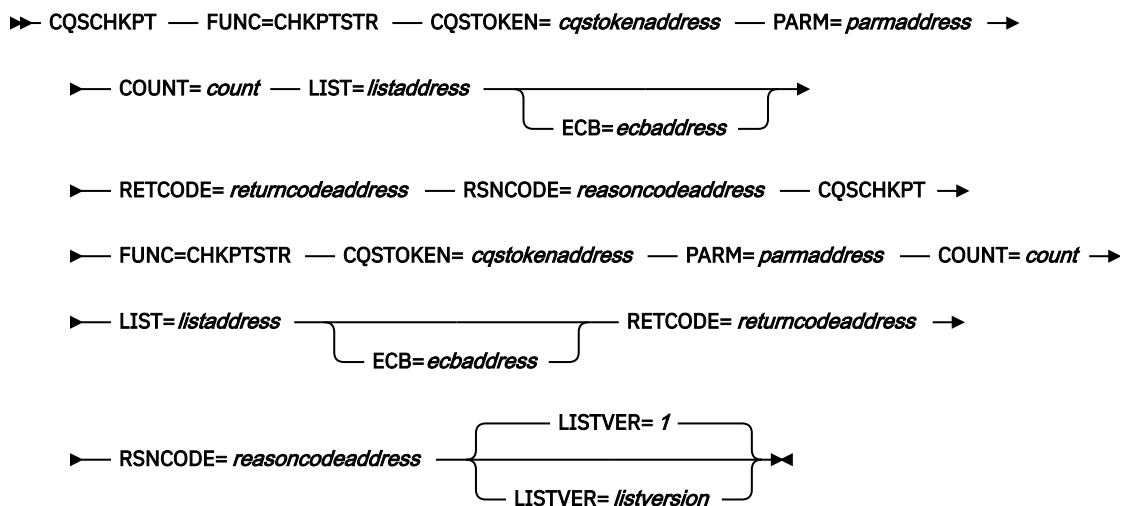 CQSCHKPT FUNC=CHKPTSTR CQSTOKEN= cqstokenaddress PARM= parmaddress
COUNT= count LIST= listaddress
ECB= ecbaddress
RETCODE= returncodeaddress RSNCODE= reasoncodeaddress CQSCHKPT
FUNC=CHKPTSTR CQSTOKEN= cqstokenaddress PARM= parmaddress COUNT= count
LIST= listaddress RETCODE= returncodeaddress
ECB= ecbaddress
LISTVER= 1
RSNCODE= reasoncodeaddress
LISTVER= listversion